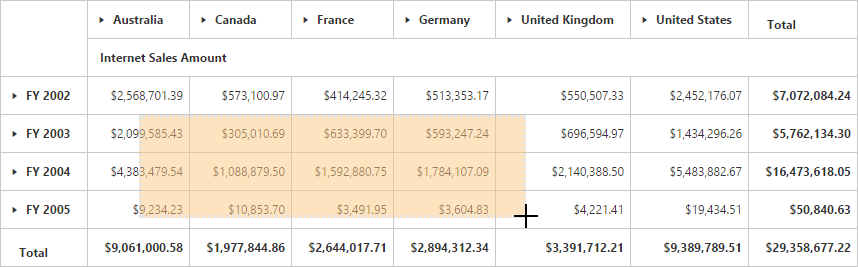 Australia Canada France Germany United Kingdom United States Total
Internet Sales Amount
FY 2002 $2,568,701.39 $573,100.97 $414,245.32 $513,353.17 $550,507.33 $2,452,176.07 $7,072,084.24
FY 2003 $2,099,585.43 $305,010.69 $633,399.70 $593,247.24 $696,594.97 $1,434,296.26 $5,762,134.30
FY 2004 $4,383,479.54 $1,088,879.50 $1,592,880.75 $1,784,107.09 $2,140,388.50 $5,483,882.67 $16,473,618.05
FY 2005 $9,234.23 $10,853.70 $3,491.95 $3,604.83 $4,221.41 $19,434.51 $50,840.63
Total $9,061,000.58 $1,977,844.86 $2,644,017.71 $2,894,312.34 $3,391,712.21 $9,389,789.51 $29,358,677.22